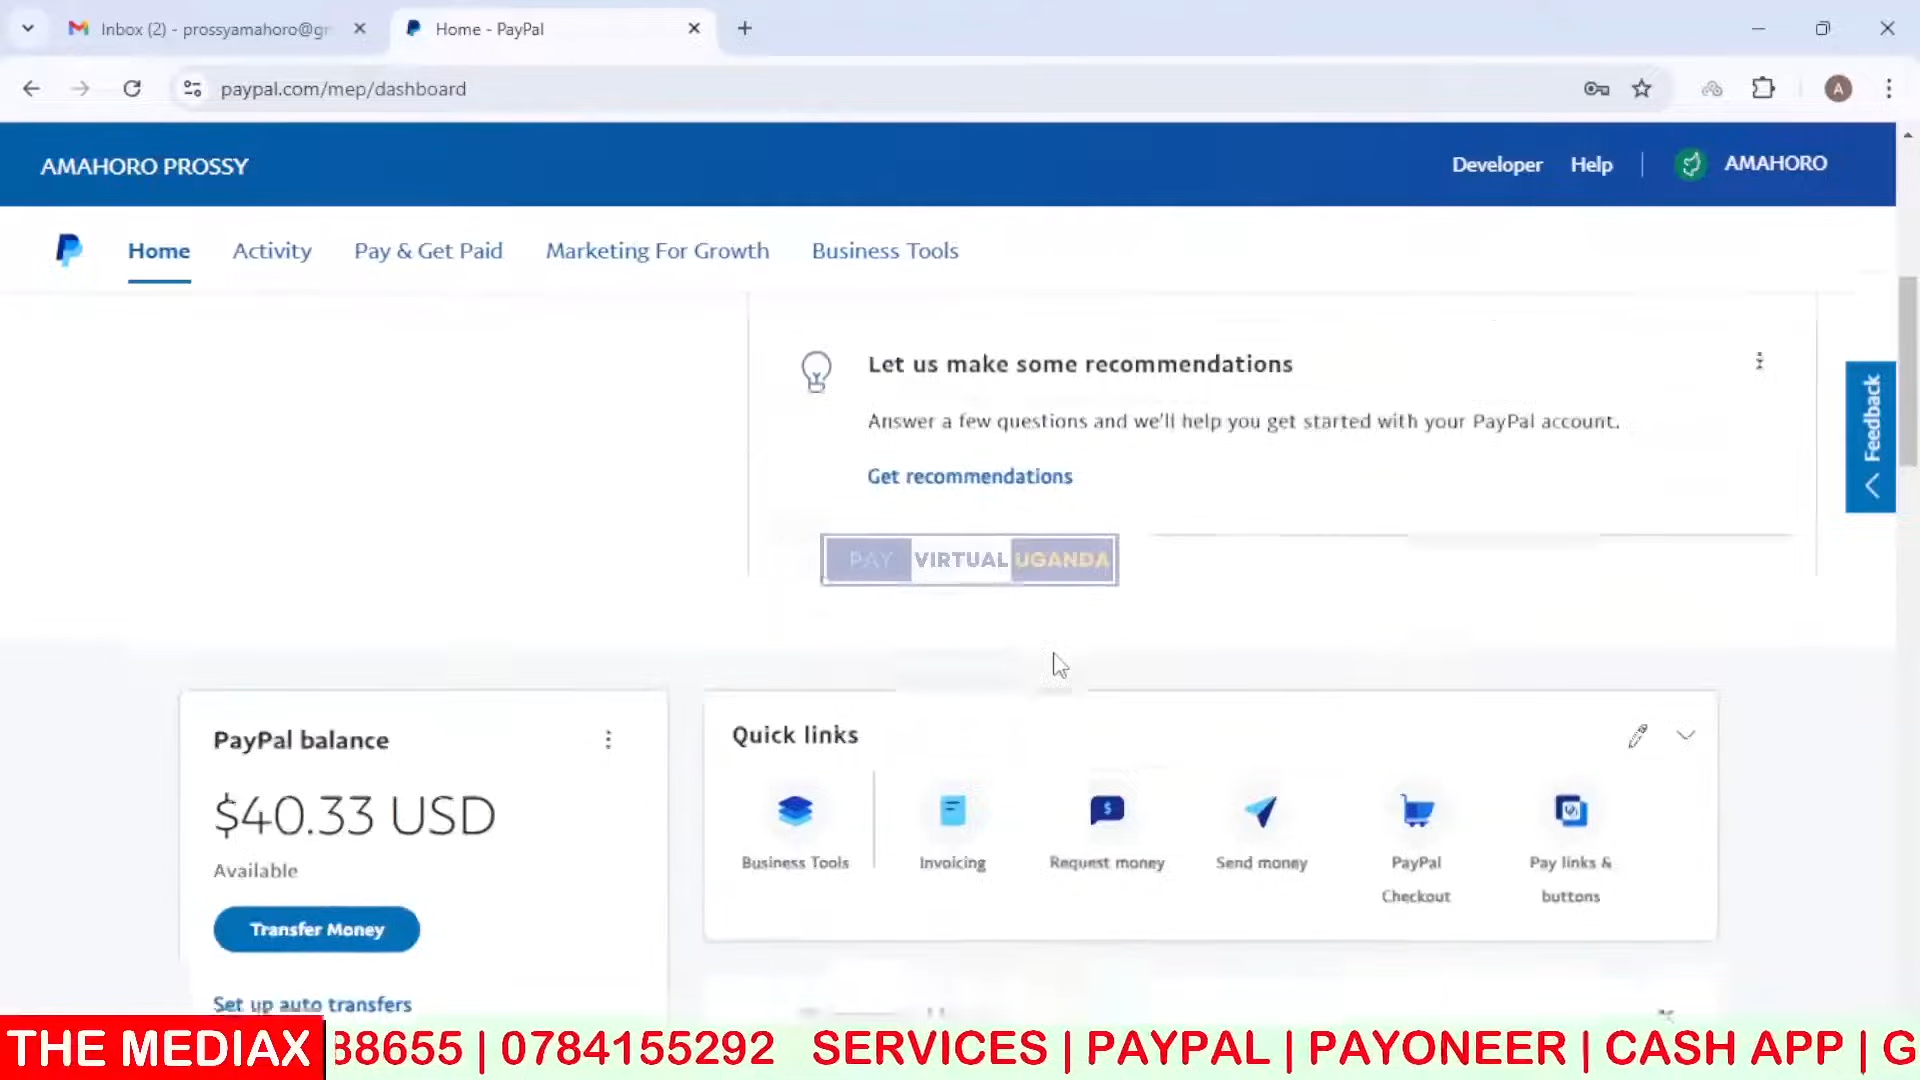 Inbox (2) - prossyamahoro@gr
Home - PayPal
paypal.com/mep/dashboard
A
AMAHORO PROSSY
Developer
Help
AMAHORO
Home
Activity
Pay & Get Paid
Marketing For Growth
Business Tools
Let us make some recommendations
Answer a few questions and we'll help you get started with your PayPal account.
Get recommendations
Feedback
PAY VIRTUAL UGANDA
PayPal balance
$40.33 USD
Available
Transfer Money
Set up auto transfers
Quick links
Business Tools
Invoicing
Request money
Send money
PayPal
Checkout
Pay links &
buttons
THE MEDIAX
38655 | 0784155292 SERVICES | PAYPAL | PAYONEER | CASH APP | G